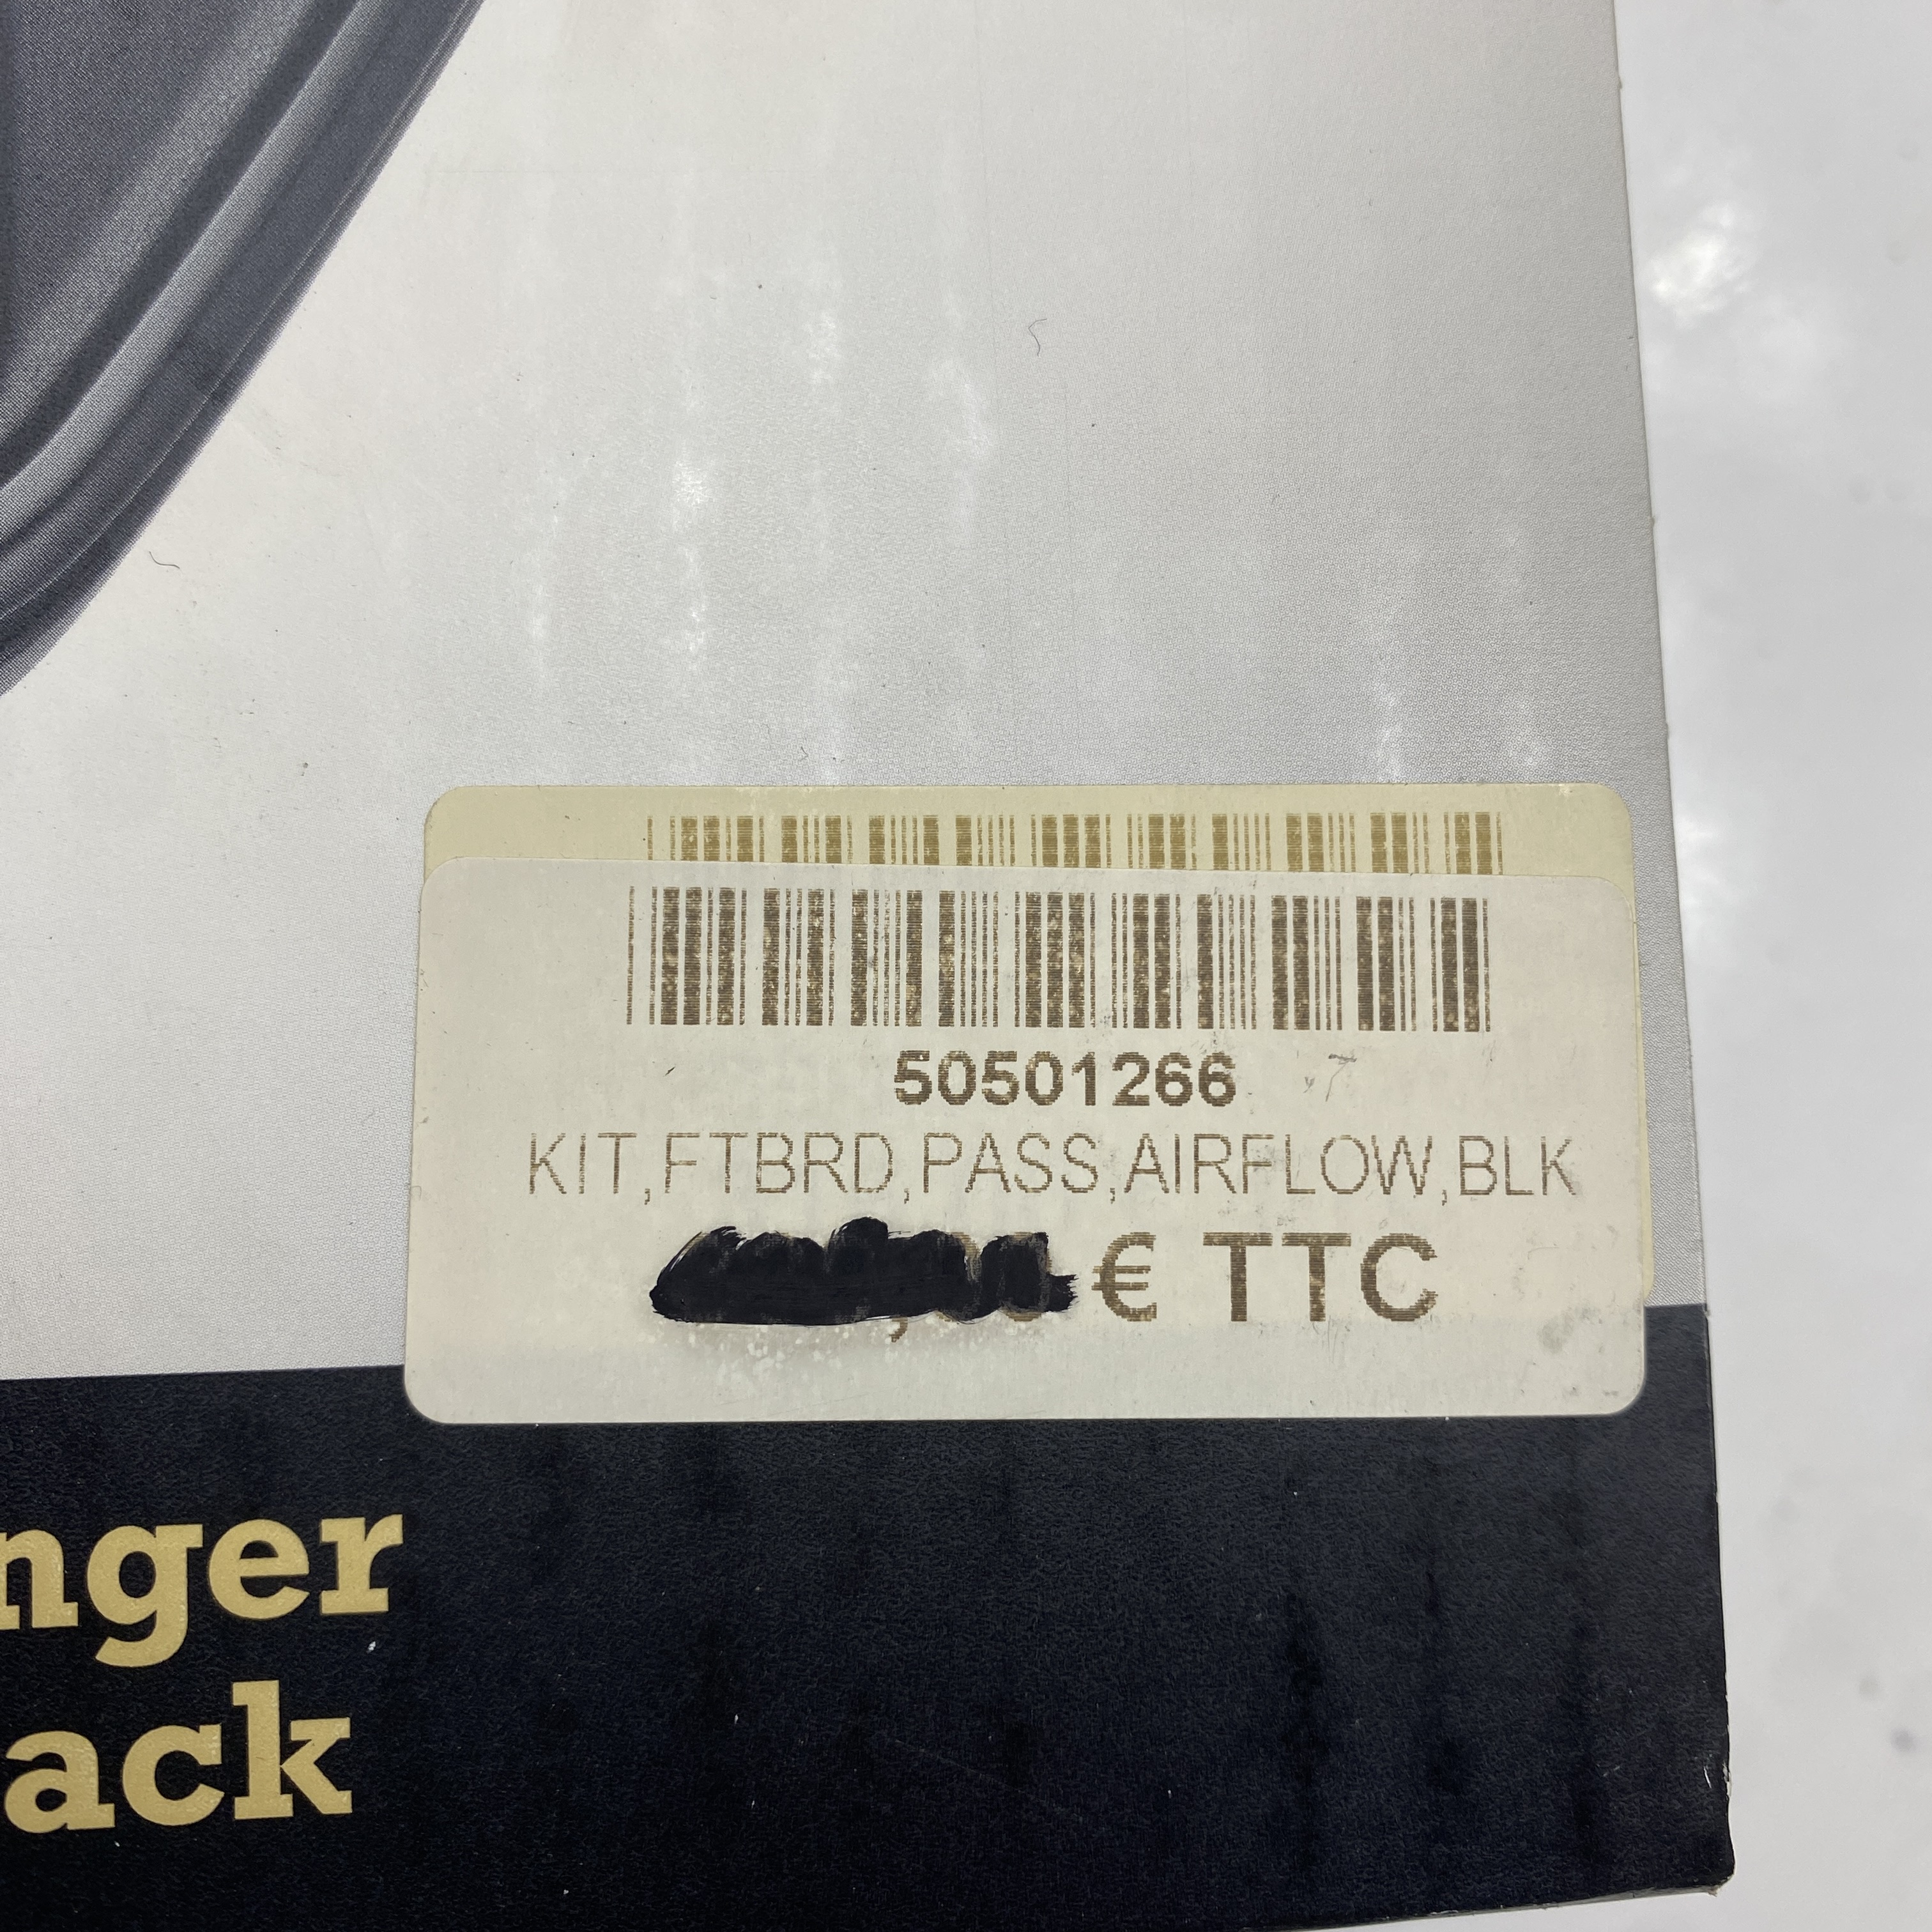 50501266
KIT,FTBRD,PASS,AIRFLOW,BLK
€ TTC
nger
ack